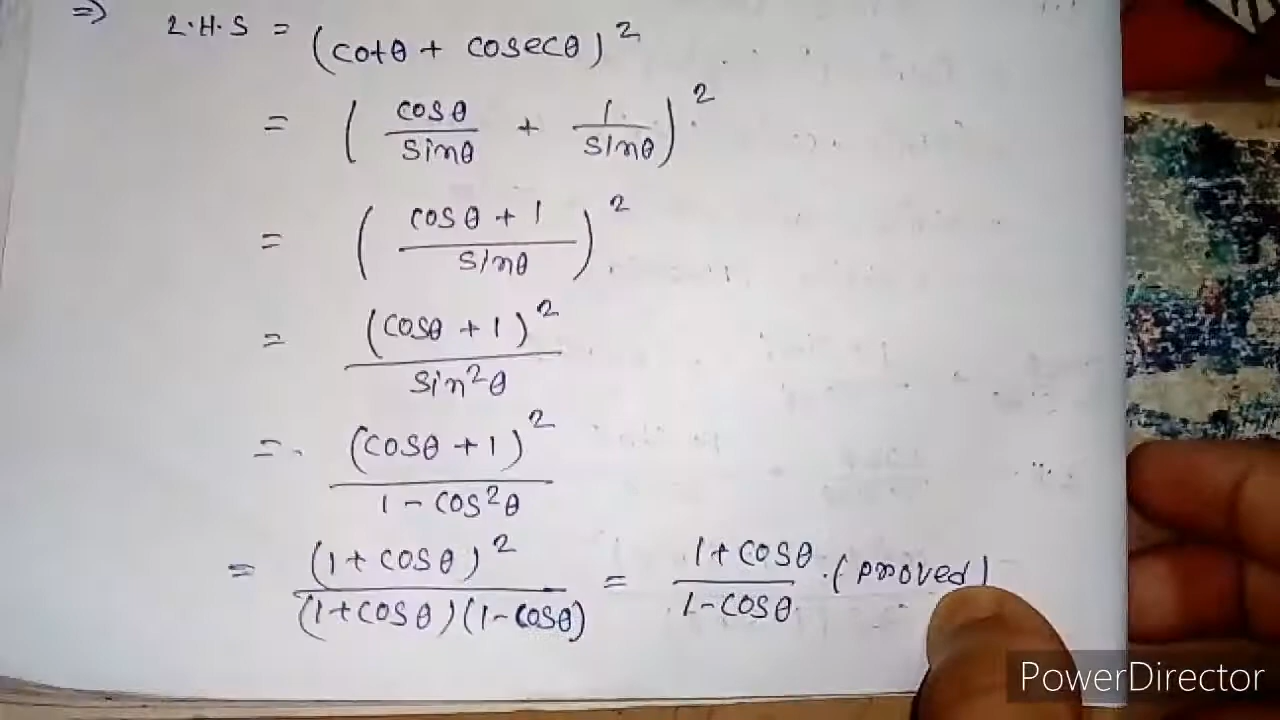 ⇒ L.H.S = (cotθ + cosecθ)²
= (cosθ/sinθ + 1/sinθ)²
= ((cosθ + 1)/sinθ)²
= (cosθ + 1)²/sin²θ
= (cosθ + 1)²/(1 - cos²θ)
= (1 + cosθ)²/((1 + cosθ)(1 - cosθ)) = (1 + cosθ)/(1 - cosθ) . (proved)
PowerDirector